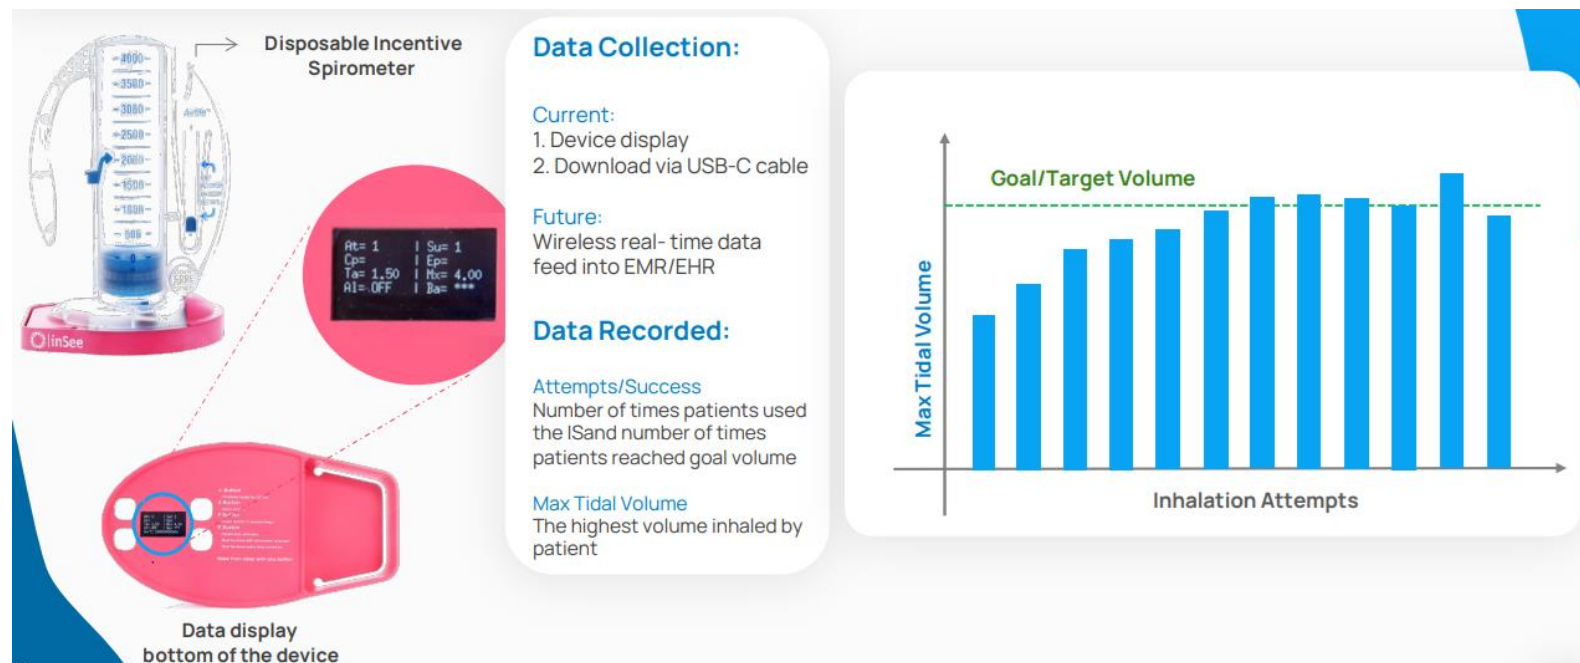 Disposable Incentive
Spirometer
4000
3500
3000
2500
2000
1500
1000
500
0
inSee
At= 1 | Su= 1
Cp= | Ep=
Ta= 1.50 | Mx= 4.00
Al= OFF | Ba= ***
Data display
bottom of the device
Data Collection:
Current:
1. Device display
2. Download via USB-C cable
Future:
Wireless real- time data
feed into EMR/EHR
Data Recorded:
Attempts/Success
Number of times patients used
the ISand number of times
patients reached goal volume
Max Tidal Volume
The highest volume inhaled by
patient
Goal/Target Volume
Max Tidal Volume
Inhalation Attempts